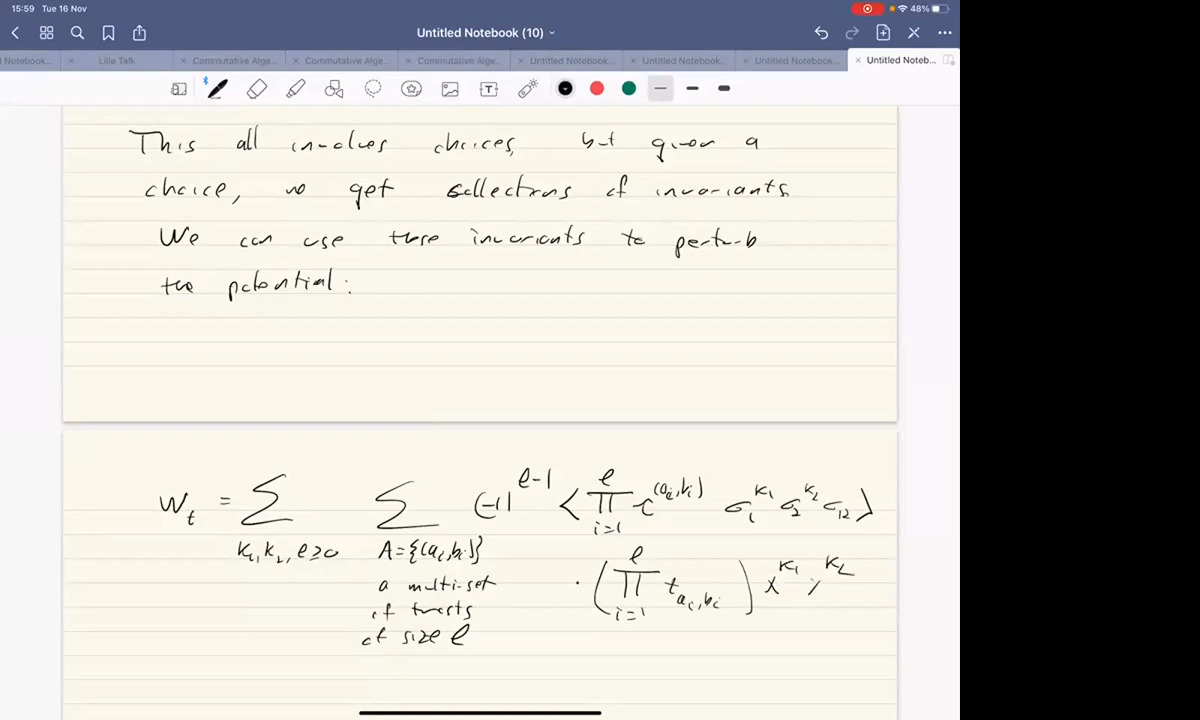 15:59 Tue 16 Nov
48%
Untitled Notebook (10)
Notebook... Lille Talk Commutative Alge... Commutative Alge... Commutative Alge... Untitled Notebook... Untitled Notebook... Untitled Notebook... Untitled Noteb...
This all involves choices, but given a
choice, we get collections of invariants
We can use these invariants to perturb
the potential:
W_t = Σ_{k_1, k_2, l ≥ 0} Σ_{A = {(a_i, b_i)} a multi-set of twists of size l} (-1)^{l-1} ⟨ ∏_{i=1}^{l} τ^{(a_i, b_i)} σ_1^{k_1} σ_2^{k_2} σ_{12} ⟩
· ( ∏_{i=1}^{l} t_{a_i, b_i} ) x^{k_1} y^{k_2}